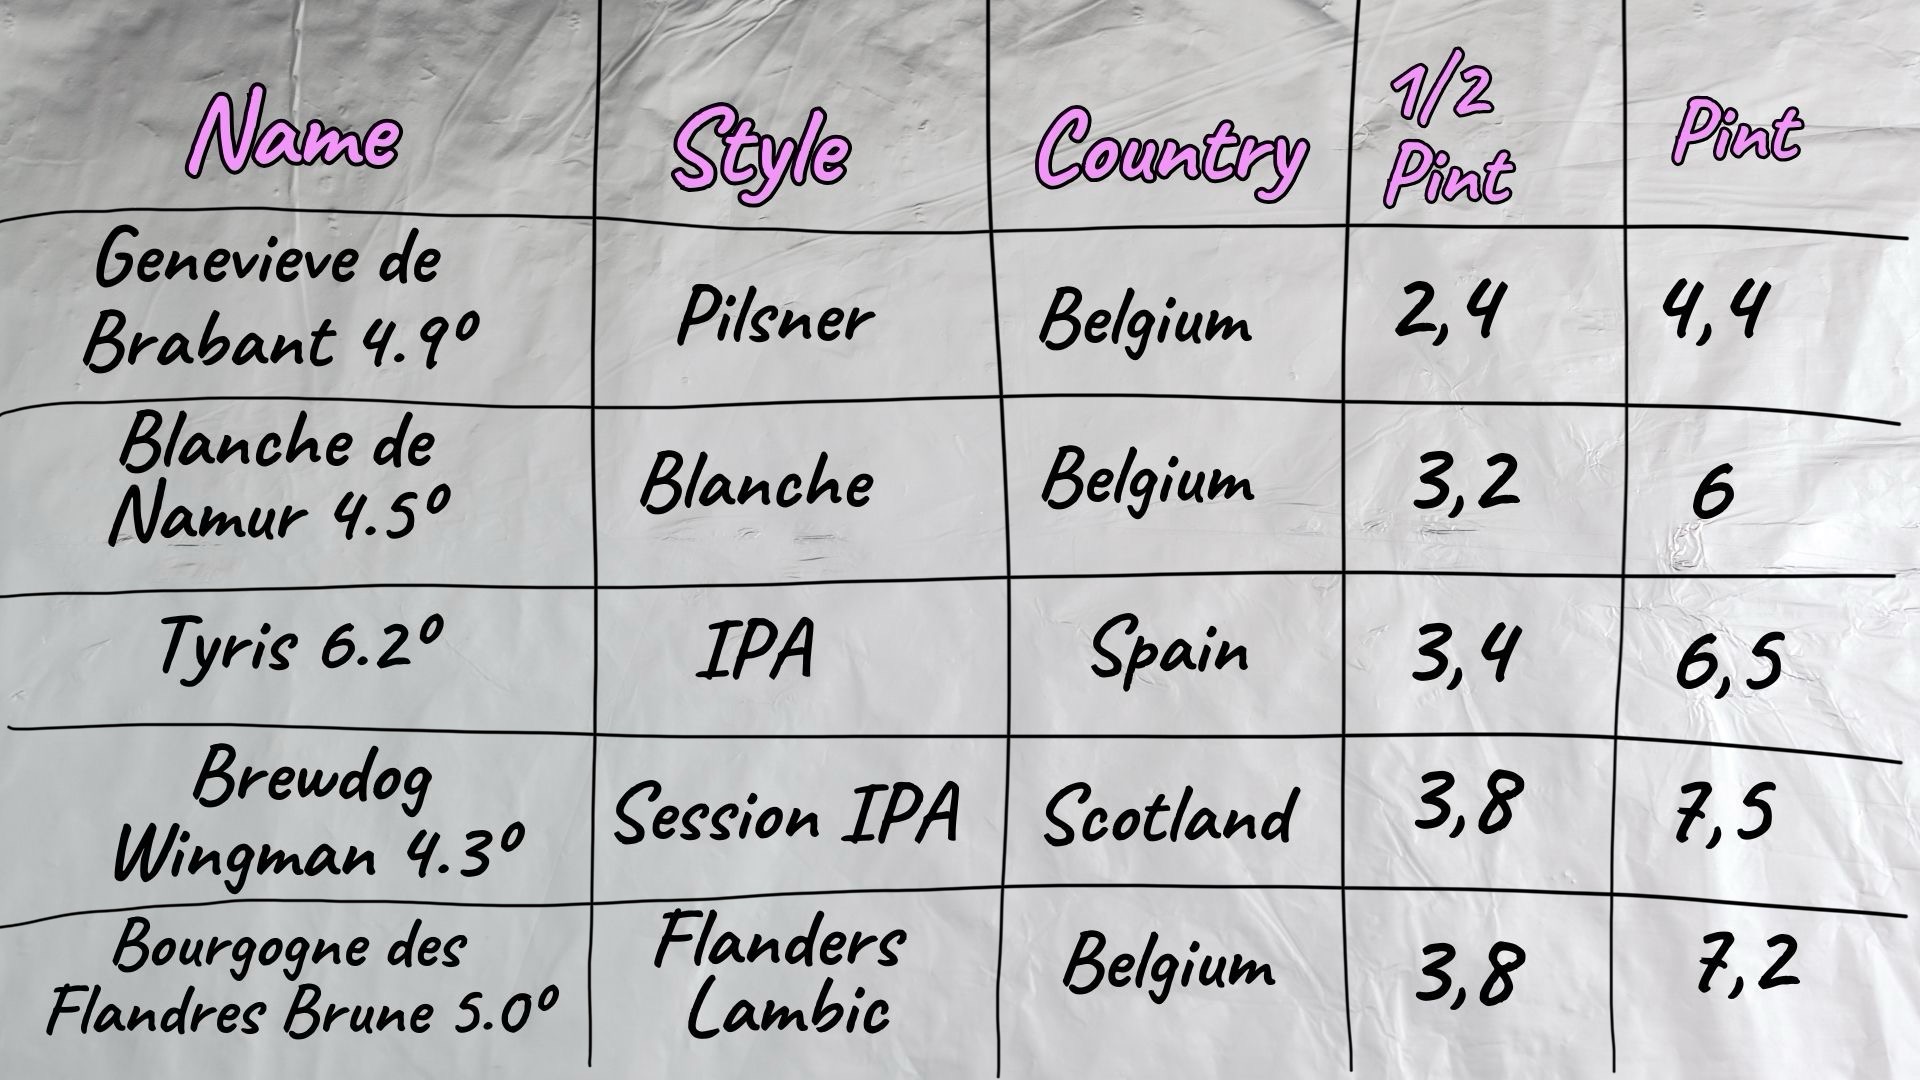 Name Style Country 1/2 Pint Pint
Genevieve de
Brabant 4.9º Pilsner Belgium 2,4 4,4
Blanche de
Namur 4.5º Blanche Belgium 3,2 6
Tyris 6.2º IPA Spain 3,4 6,5
Brewdog
Wingman 4.3º Session IPA Scotland 3,8 7,5
Bourgogne des
Flandres Brune 5.0º Flanders
Lambic Belgium 3,8 7,2